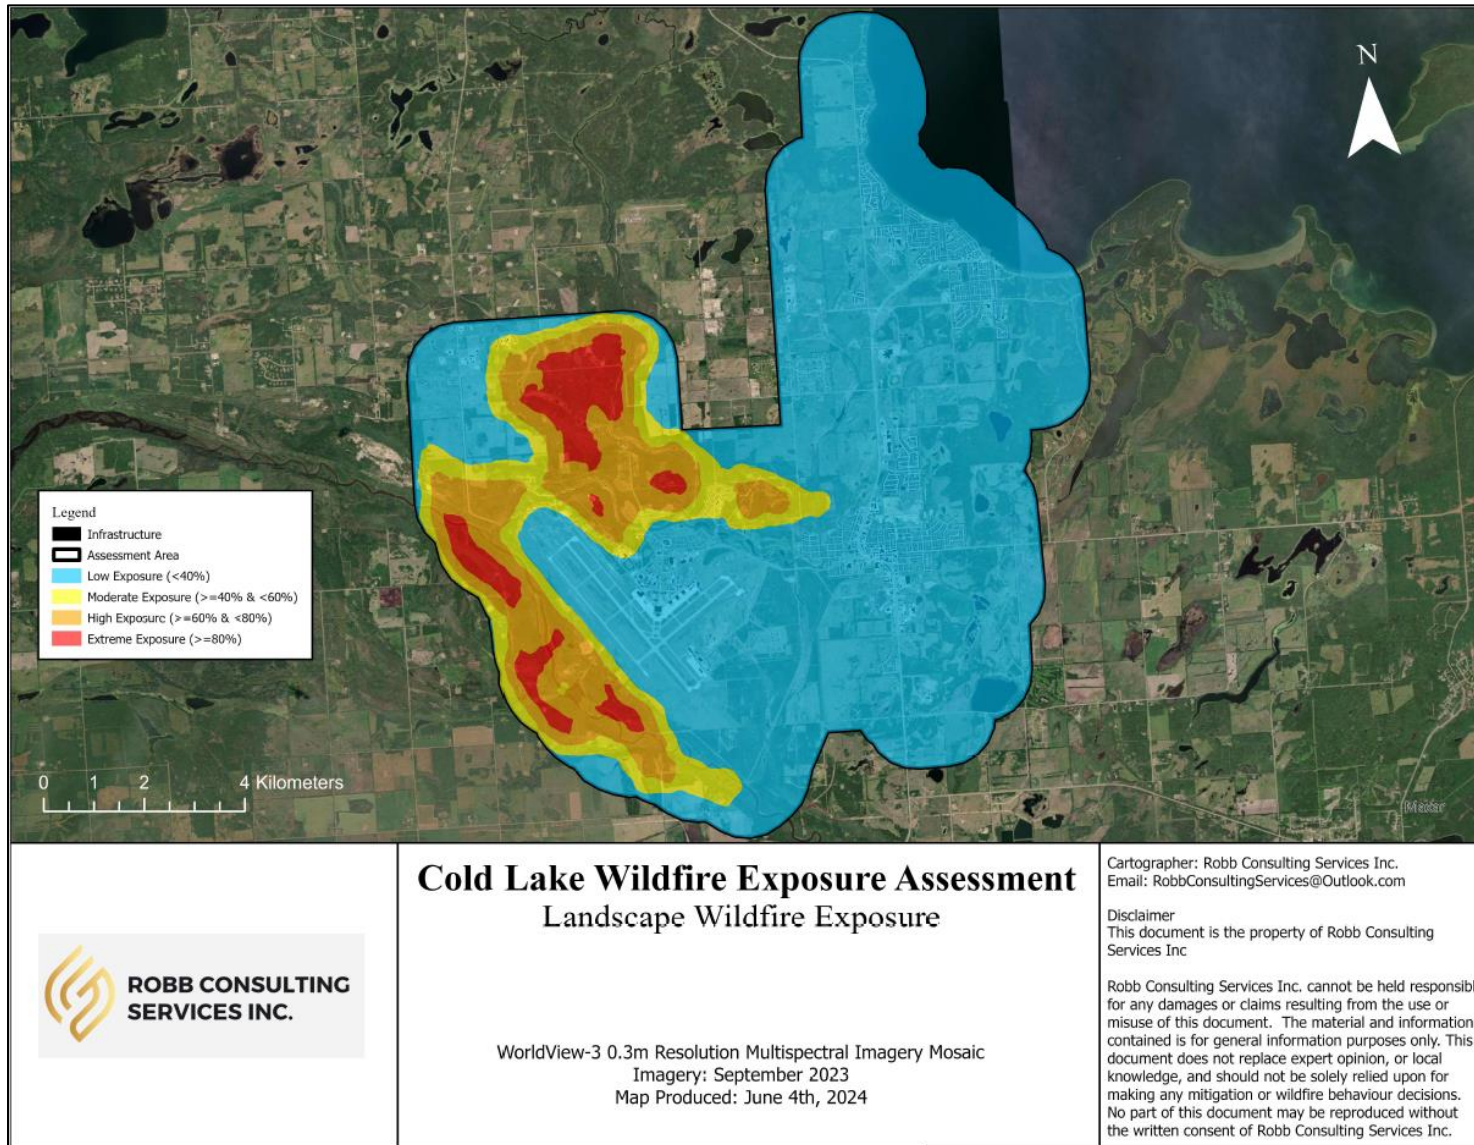 N
Legend
Infrastructure
Assessment Area
Low Exposure (<40%)
Moderate Exposure (>=40% & <60%)
High Exposure (>=60% & <80%)
Extreme Exposure (>=80%)
0 1 2 4 Kilometers
Maxar
ROBB CONSULTING
SERVICES INC.
Cold Lake Wildfire Exposure Assessment
Landscape Wildfire Exposure
WorldView-3 0.3m Resolution Multispectral Imagery Mosaic
Imagery: September 2023
Map Produced: June 4th, 2024
Cartographer: Robb Consulting Services Inc.
Email: RobbConsultingServices@Outlook.com
Disclaimer
This document is the property of Robb Consulting
Services Inc
Robb Consulting Services Inc. cannot be held responsibl
for any damages or claims resulting from the use or
misuse of this document. The material and information
contained is for general information purposes only. This
document does not replace expert opinion, or local
knowledge, and should not be solely relied upon for
making any mitigation or wildfire behaviour decisions.
No part of this document may be reproduced without
the written consent of Robb Consulting Services Inc.